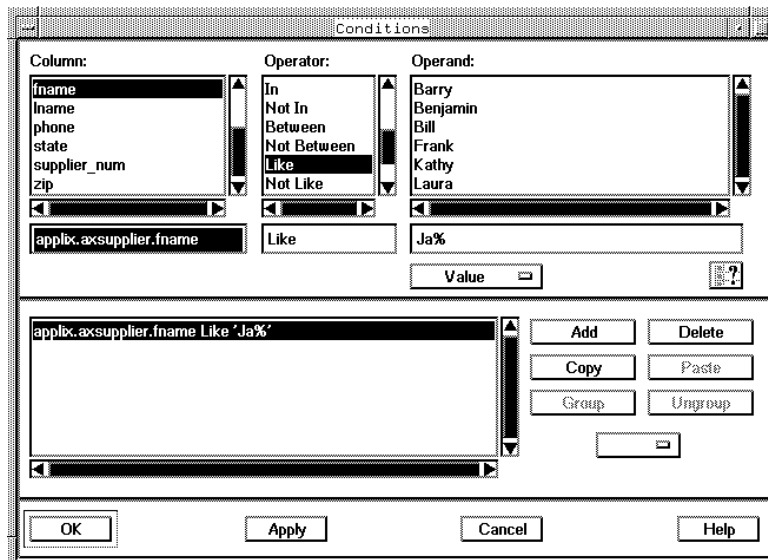 Conditions
Column:
fname
lname
phone
state
supplier_num
zip
applix.axsupplier.fname
Operator:
In
Not In
Between
Not Between
Like
Not Like
Like
Operand:
Barry
Benjamin
Bill
Frank
Kathy
Laura
Ja%
Value
?
applix.axsupplier.fname Like 'Ja%'
Add
Delete
Copy
Paste
Group
Ungroup
OK
Apply
Cancel
Help